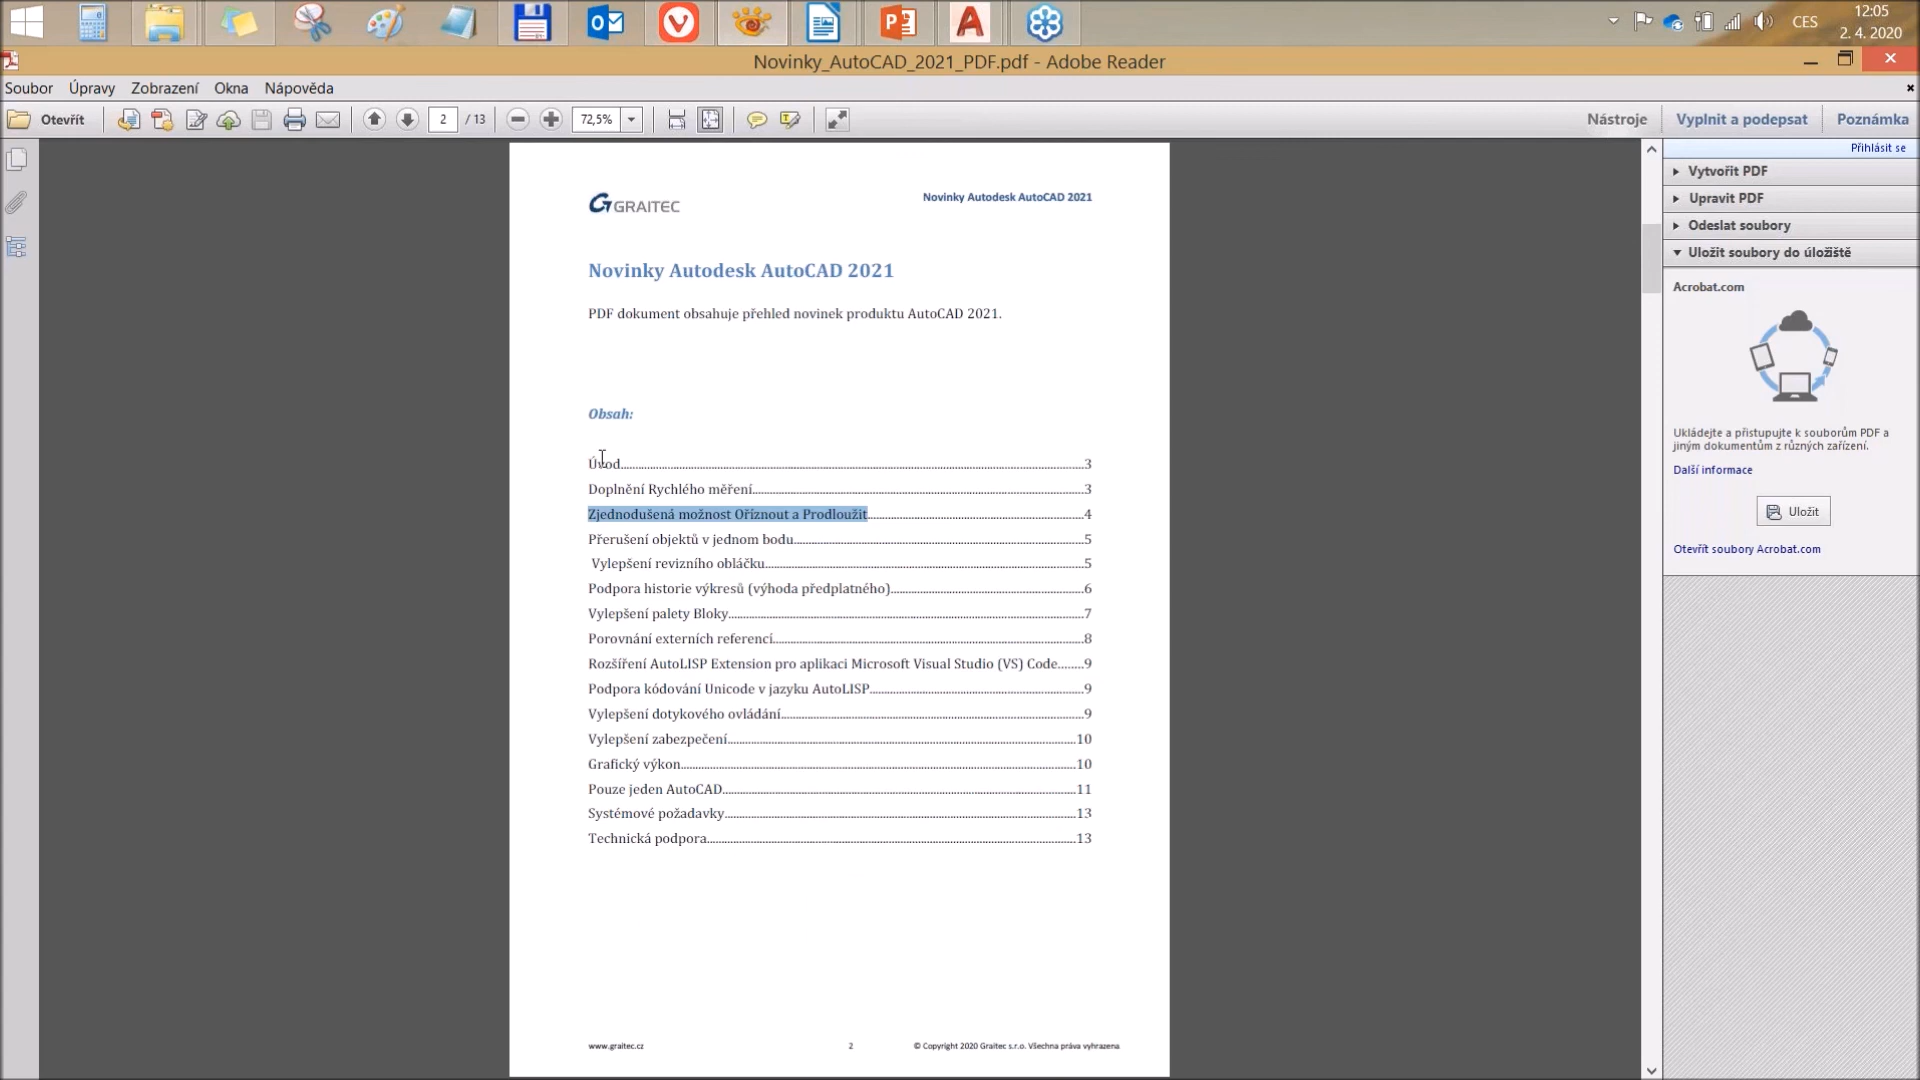 CES
12:05
2. 4. 2020
Novinky_AutoCAD_2021_PDF.pdf - Adobe Reader
Soubor Úpravy Zobrazení Okna Nápověda
Otevřít 2 / 13 72,5% Nástroje Vyplnit a podepsat Poznámka
Přihlásit se
Vytvořit PDF
Upravit PDF
Odeslat soubory
Uložit soubory do úložiště
Acrobat.com
Ukládejte a přistupujte k souborům PDF a
jiným dokumentům z různých zařízení.
Další informace
Uložit
Otevřít soubory Acrobat.com
GRAITEC
Novinky Autodesk AutoCAD 2021
Novinky Autodesk AutoCAD 2021
PDF dokument obsahuje přehled novinek produktu AutoCAD 2021.
Obsah:
Úvod 3
Doplnění Rychlého měření 3
Zjednodušená možnost Oříznout a Prodloužit 4
Přerušení objektů v jednom bodu 5
Vylepšení revizního obláčku 5
Podpora historie výkresů (výhoda předplatného) 6
Vylepšení palety Bloky 7
Porovnání externích referencí 8
Rozšíření AutoLISP Extension pro aplikaci Microsoft Visual Studio (VS) Code 9
Podpora kódování Unicode v jazyku AutoLISP 9
Vylepšení dotykového ovládání 9
Vylepšení zabezpečení 10
Grafický výkon 10
Pouze jeden AutoCAD 11
Systémové požadavky 13
Technická podpora 13
www.graitec.cz 2 © Copyright 2020 Graitec s.r.o. Všechna práva vyhrazena